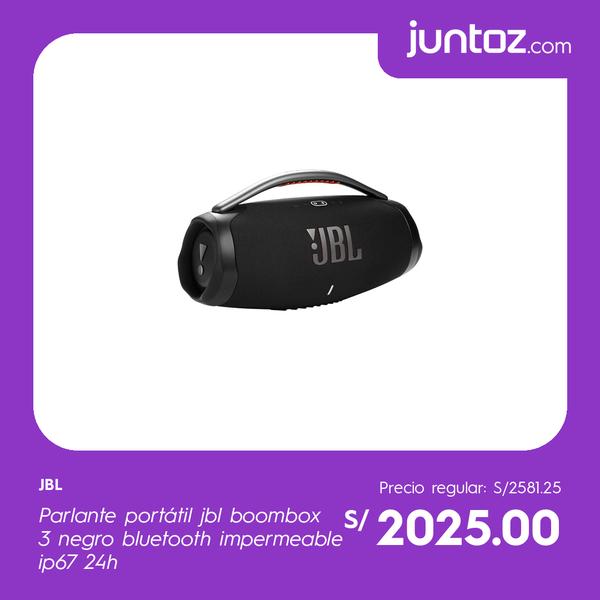 juntoz.com
JBL
JBL
Precio regular: S/2581.25
Parlante portátil jbl boombox
3 negro bluetooth impermeable
ip67 24h
S/ 2025.00